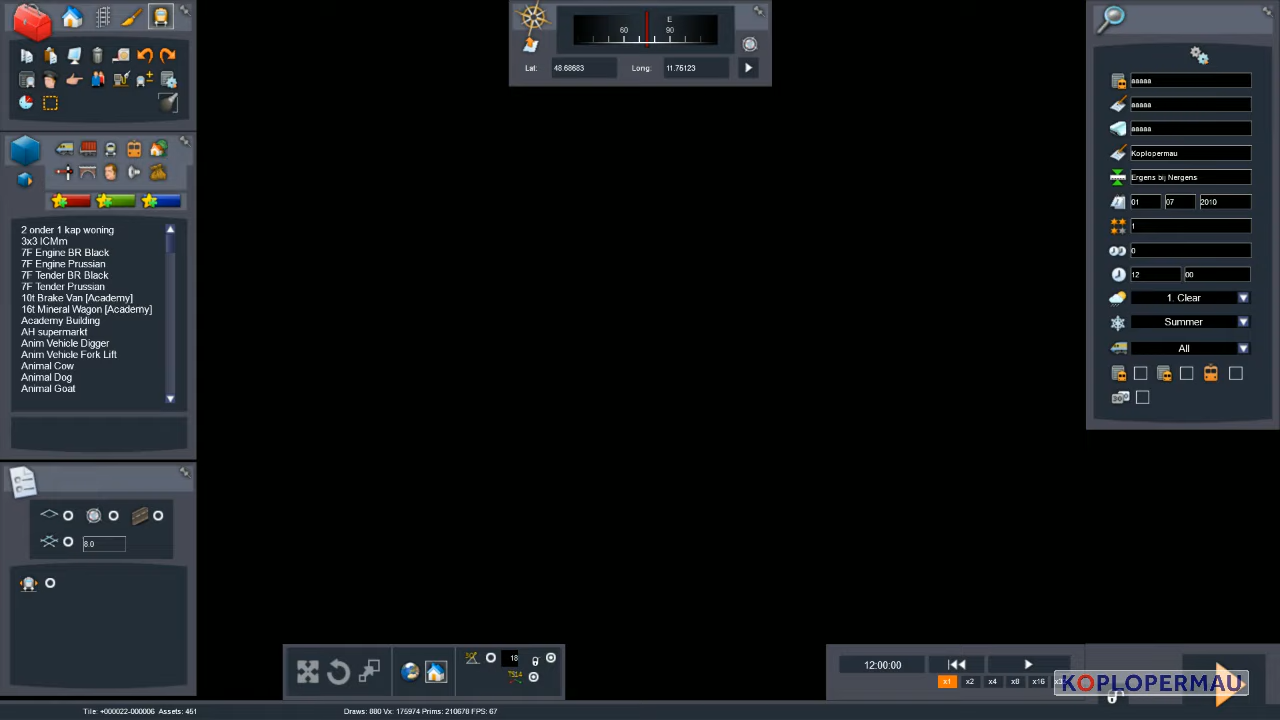 E
60 90
Lat: 48.68683 Long: 11.75123
2 onder 1 kap woning
3x3 ICMm
7F Engine BR Black
7F Engine Prussian
7F Tender BR Black
7F Tender Prussian
10t Brake Van [Academy]
16t Mineral Wagon [Academy]
Academy Building
AH supermarkt
Anim Vehicle Digger
Anim Vehicle Fork Lift
Animal Cow
Animal Dog
Animal Goat
8.0
aaaaa
aaaaa
aaaaa
Koplopermau
Ergens bij Nergens
01 07 2010
1
0
12 00
1. Clear
Summer
All
18
TS14
12:00:00
x1 x2 x4 x8 x16
KOPLOPERMAU
Tile: +000022-000006 Assets: 451 Draws: 880 Vx: 175974 Prims: 210678 FPS: 67